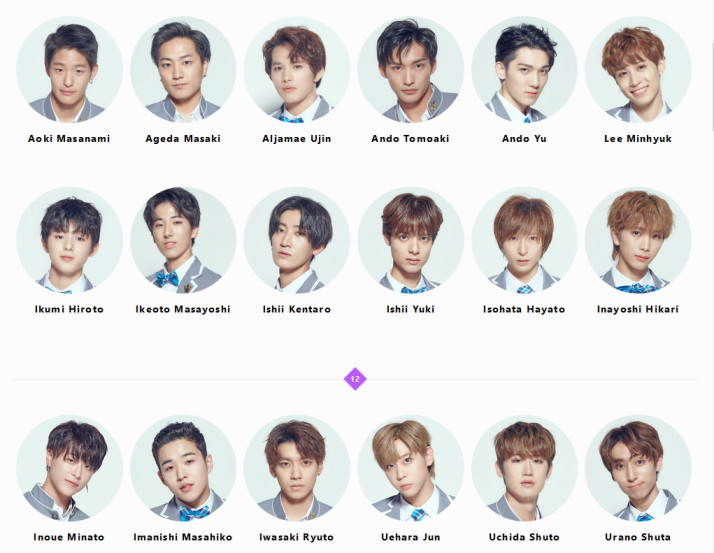 Aoki Masanami
Ageda Masaki
Aljamae Ujin
Ando Tomoaki
Ando Yu
Lee Minhyuk
Ikumi Hiroto
Ikeoto Masayoshi
Ishii Kentaro
Ishii Yuki
Isohata Hayato
Inayoshi Hikari
12
Inoue Minato
Imanishi Masahiko
Iwasaki Ryuto
Uehara Jun
Uchida Shuto
Urano Shuta